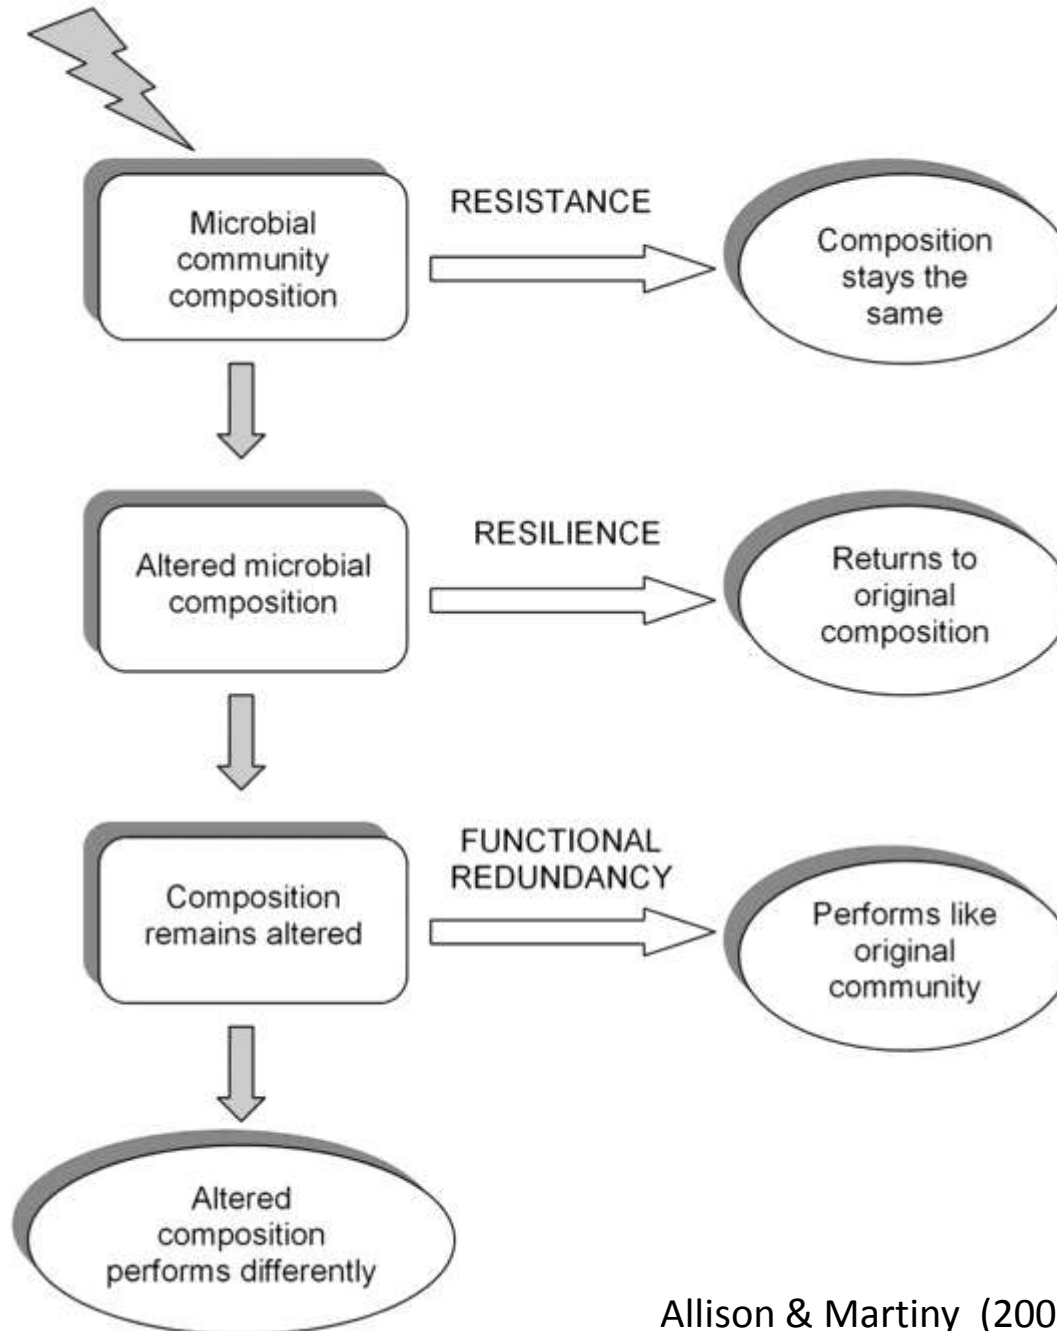 Microbial
community
composition
RESISTANCE
Composition
stays the
same
Altered microbial
composition
RESILIENCE
Returns to
original
composition
Composition
remains altered
FUNCTIONAL
REDUNDANCY
Performs like
original
community
Altered
composition
performs differently
Allison & Martiny (200